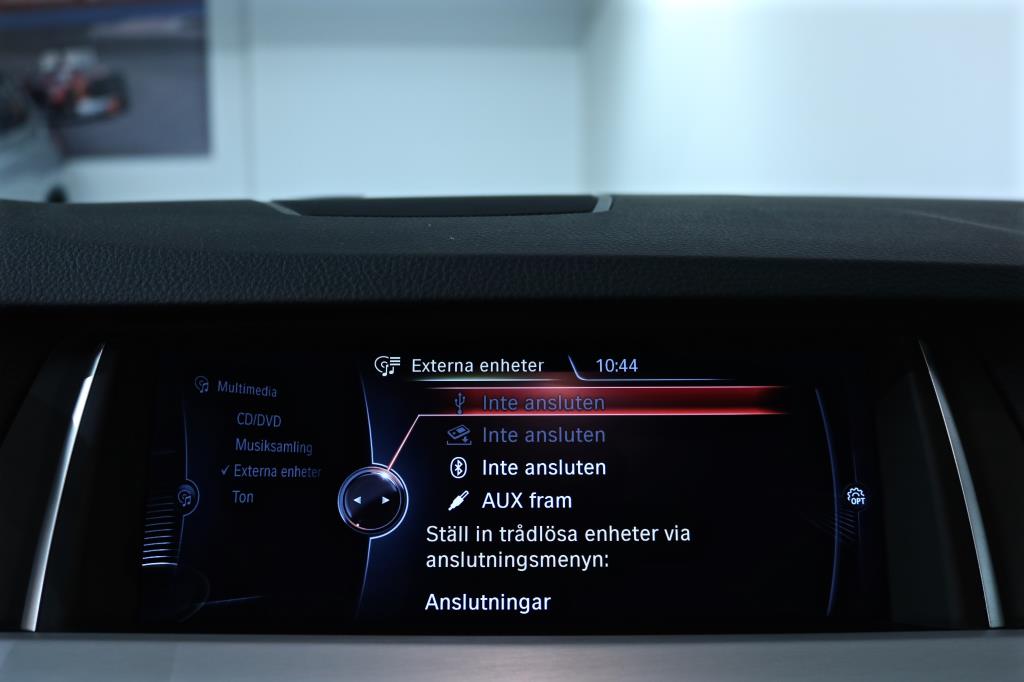 Externa enheter
10:44
Multimedia
CD/DVD
Musiksamling
Externa enheter
Ton
Inte ansluten
Inte ansluten
Inte ansluten
AUX fram
Ställ in trådlösa enheter via
anslutningsmenyn:
Anslutningar
OPT